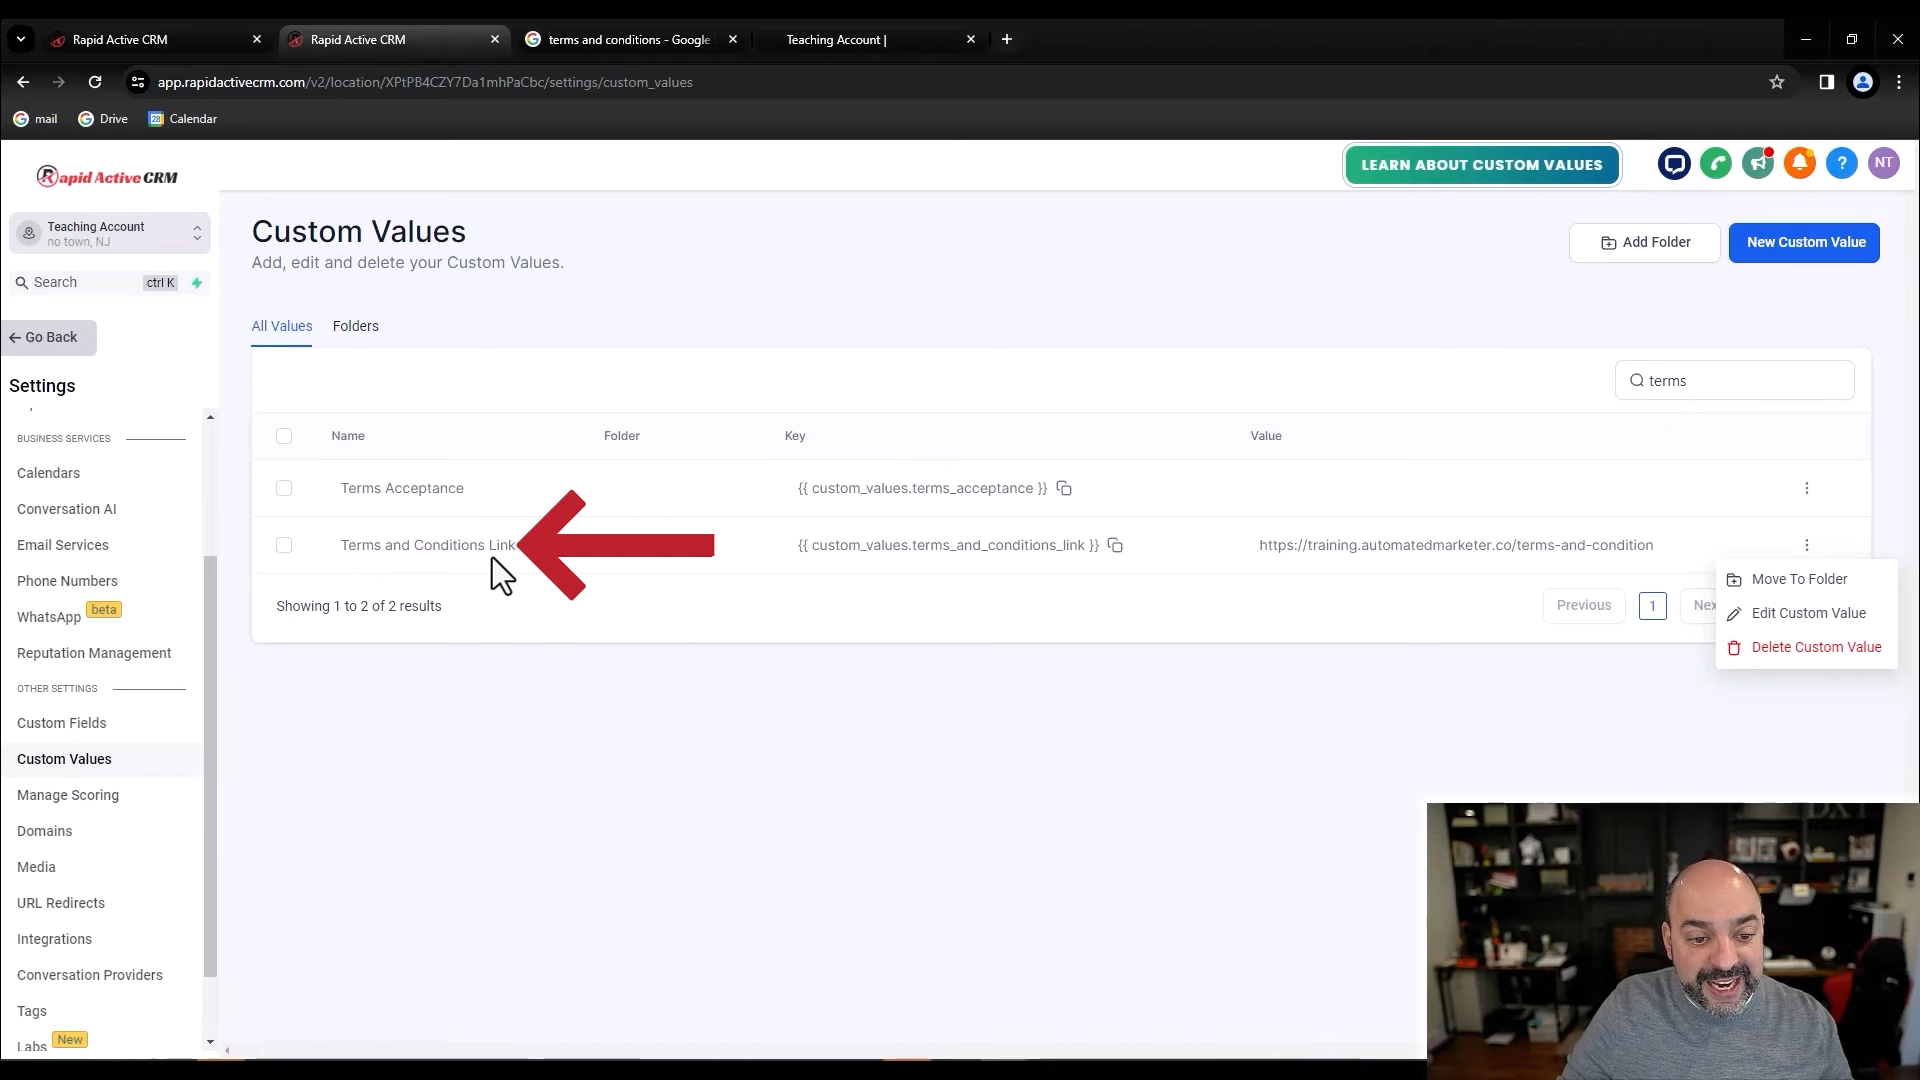 Rapid Active CRM
Rapid Active CRM
terms and conditions - Google
Teaching Account |
app.rapidactivecrm.com/v2/location/XPtPB4CZY7Da1mhPaCbc/settings/custom_values
mail
Drive
28 Calendar
Rapid Active CRM
LEARN ABOUT CUSTOM VALUES
?
NT
Teaching Account
no town, NJ
Search
ctrl K
Go Back
Settings
BUSINESS SERVICES
Calendars
Conversation AI
Email Services
Phone Numbers
WhatsApp beta
Reputation Management
OTHER SETTINGS
Custom Fields
Custom Values
Manage Scoring
Domains
Media
URL Redirects
Integrations
Conversation Providers
Tags
Labs New
Custom Values
Add, edit and delete your Custom Values.
Add Folder
New Custom Value
All Values
Folders
terms
Name Folder Key Value
Terms Acceptance {{ custom_values.terms_acceptance }}
Terms and Conditions Link {{ custom_values.terms_and_conditions_link }} https://training.automatedmarketer.co/terms-and-condition
Showing 1 to 2 of 2 results
Previous
1
Move To Folder
Edit Custom Value
Delete Custom Value